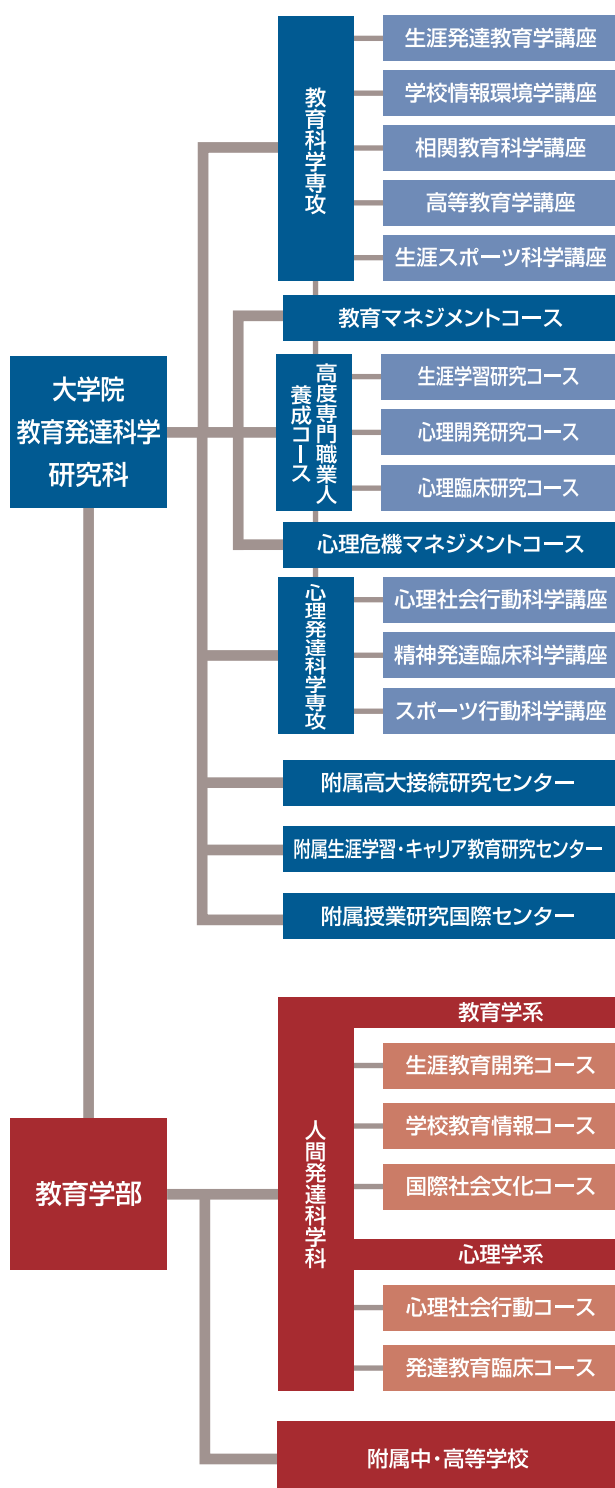 大学院
教育発達科学
研究科
教育科学専攻
生涯発達教育学講座
学校情報環境学講座
相関教育科学講座
高等教育学講座
生涯スポーツ科学講座
教育マネジメントコース
高度専門職業人
養成コース
生涯学習研究コース
心理開発研究コース
心理臨床研究コース
心理危機マネジメントコース
心理発達科学専攻
心理社会行動科学講座
精神発達臨床科学講座
スポーツ行動科学講座
附属高大接続研究センター
附属生涯学習・キャリア教育研究センター
附属授業研究国際センター
教育学部
人間発達科学科
教育学系
生涯教育開発コース
学校教育情報コース
国際社会文化コース
心理学系
心理社会行動コース
発達教育臨床コース
附属中・高等学校